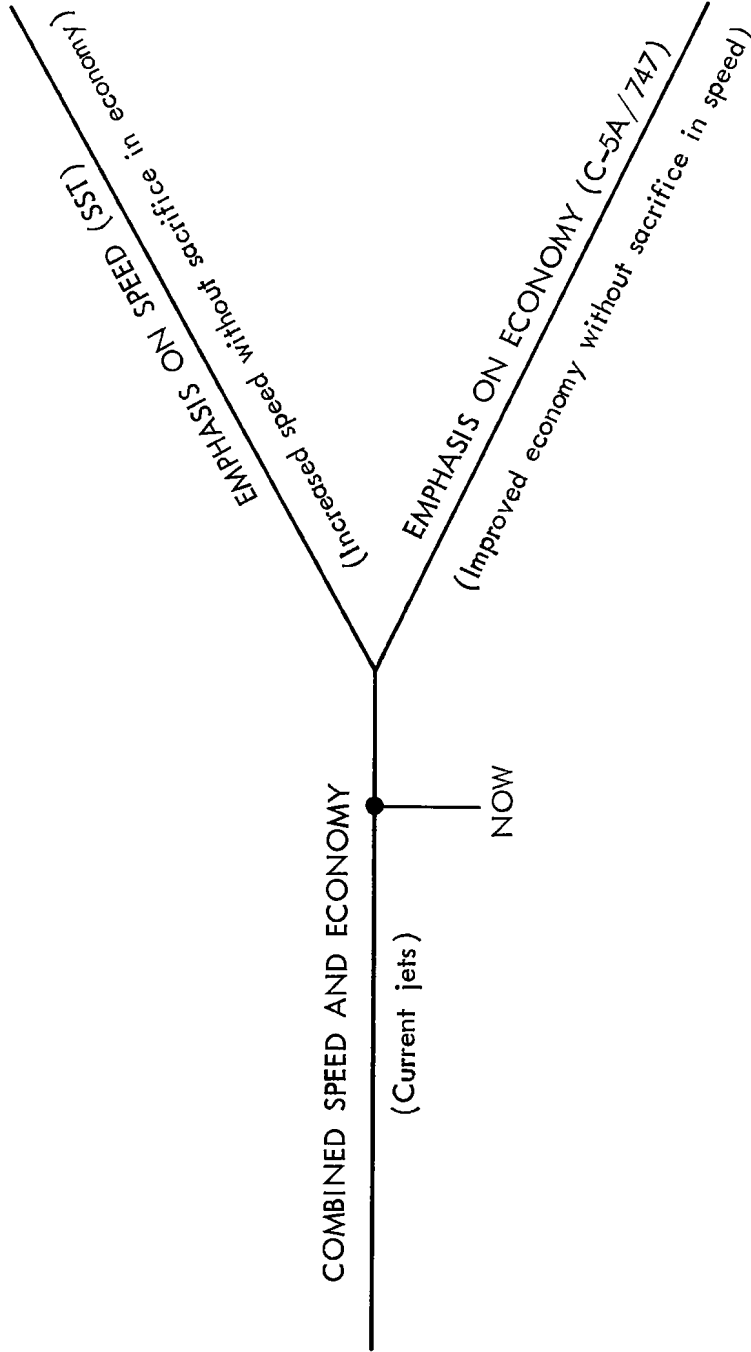 COMBINED SPEED AND ECONOMY
(Current jets)
NOW
EMPHASIS ON SPEED (SST)
(Increased speed without sacrifice in economy)
EMPHASIS ON ECONOMY (C-5A/747)
(Improved economy without sacrifice in speed)